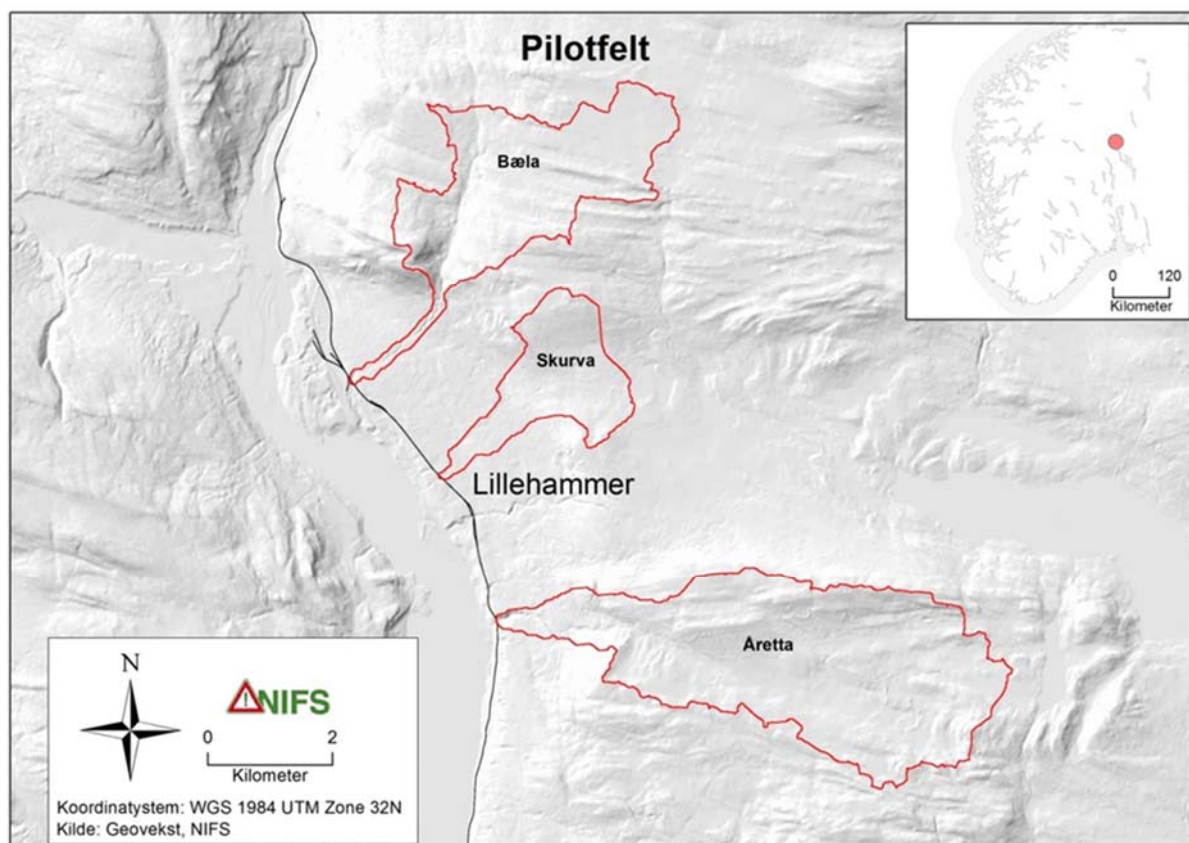 Pilotfelt
Bæla
Skurva
Lillehammer
Åretta
0 120
Kilometer
N
NIFS
0 2
Kilometer
Koordinatystem: WGS 1984 UTM Zone 32N
Kilde: Geovekst, NIFS